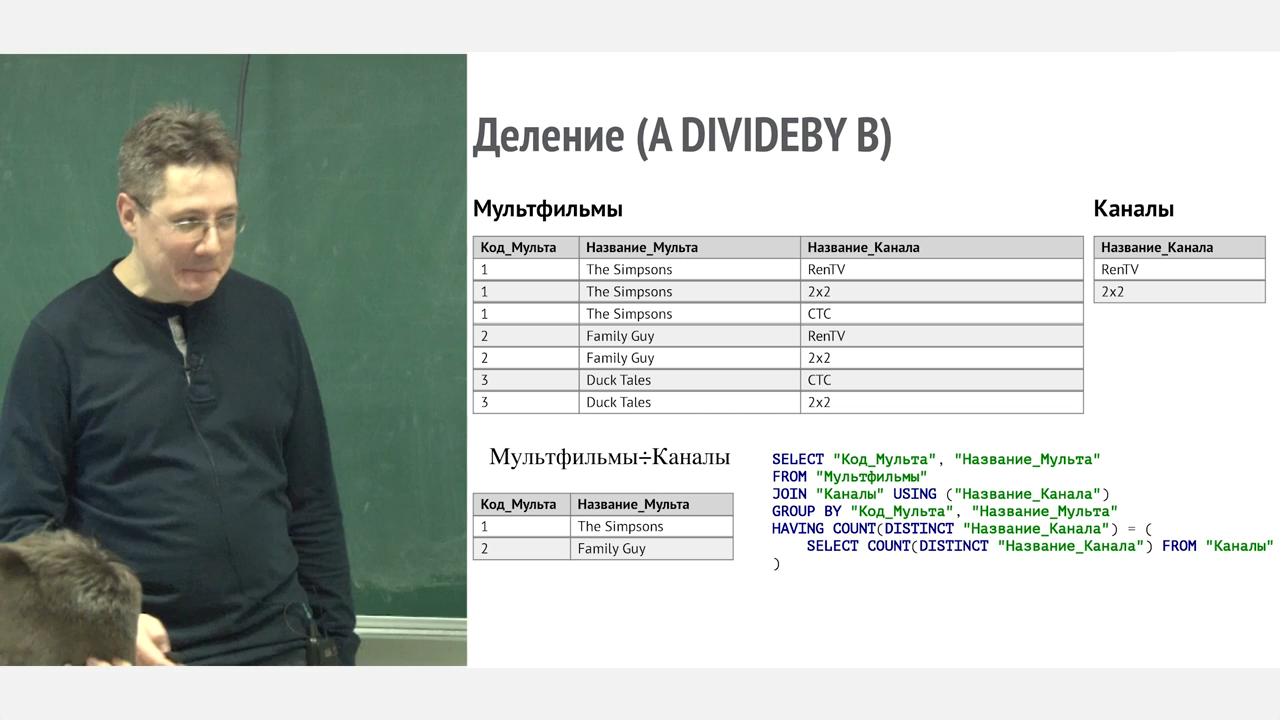 Деление (A DIVIDEBY B)
Мультфильмы
Код_Мульта Название_Мульта Название_Канала
1 The Simpsons RenTV
1 The Simpsons 2x2
1 The Simpsons СТС
2 Family Guy RenTV
2 Family Guy 2x2
3 Duck Tales СТС
3 Duck Tales 2x2
Каналы
Название_Канала
RenTV
2x2
Мультфильмы÷Каналы
Код_Мульта Название_Мульта
1 The Simpsons
2 Family Guy
SELECT "Код_Мульта", "Название_Мульта"
FROM "Мультфильмы"
JOIN "Каналы" USING ("Название_Канала")
GROUP BY "Код_Мульта", "Название_Мульта"
HAVING COUNT(DISTINCT "Название_Канала") = (
SELECT COUNT(DISTINCT "Название_Канала") FROM "Каналы"
)